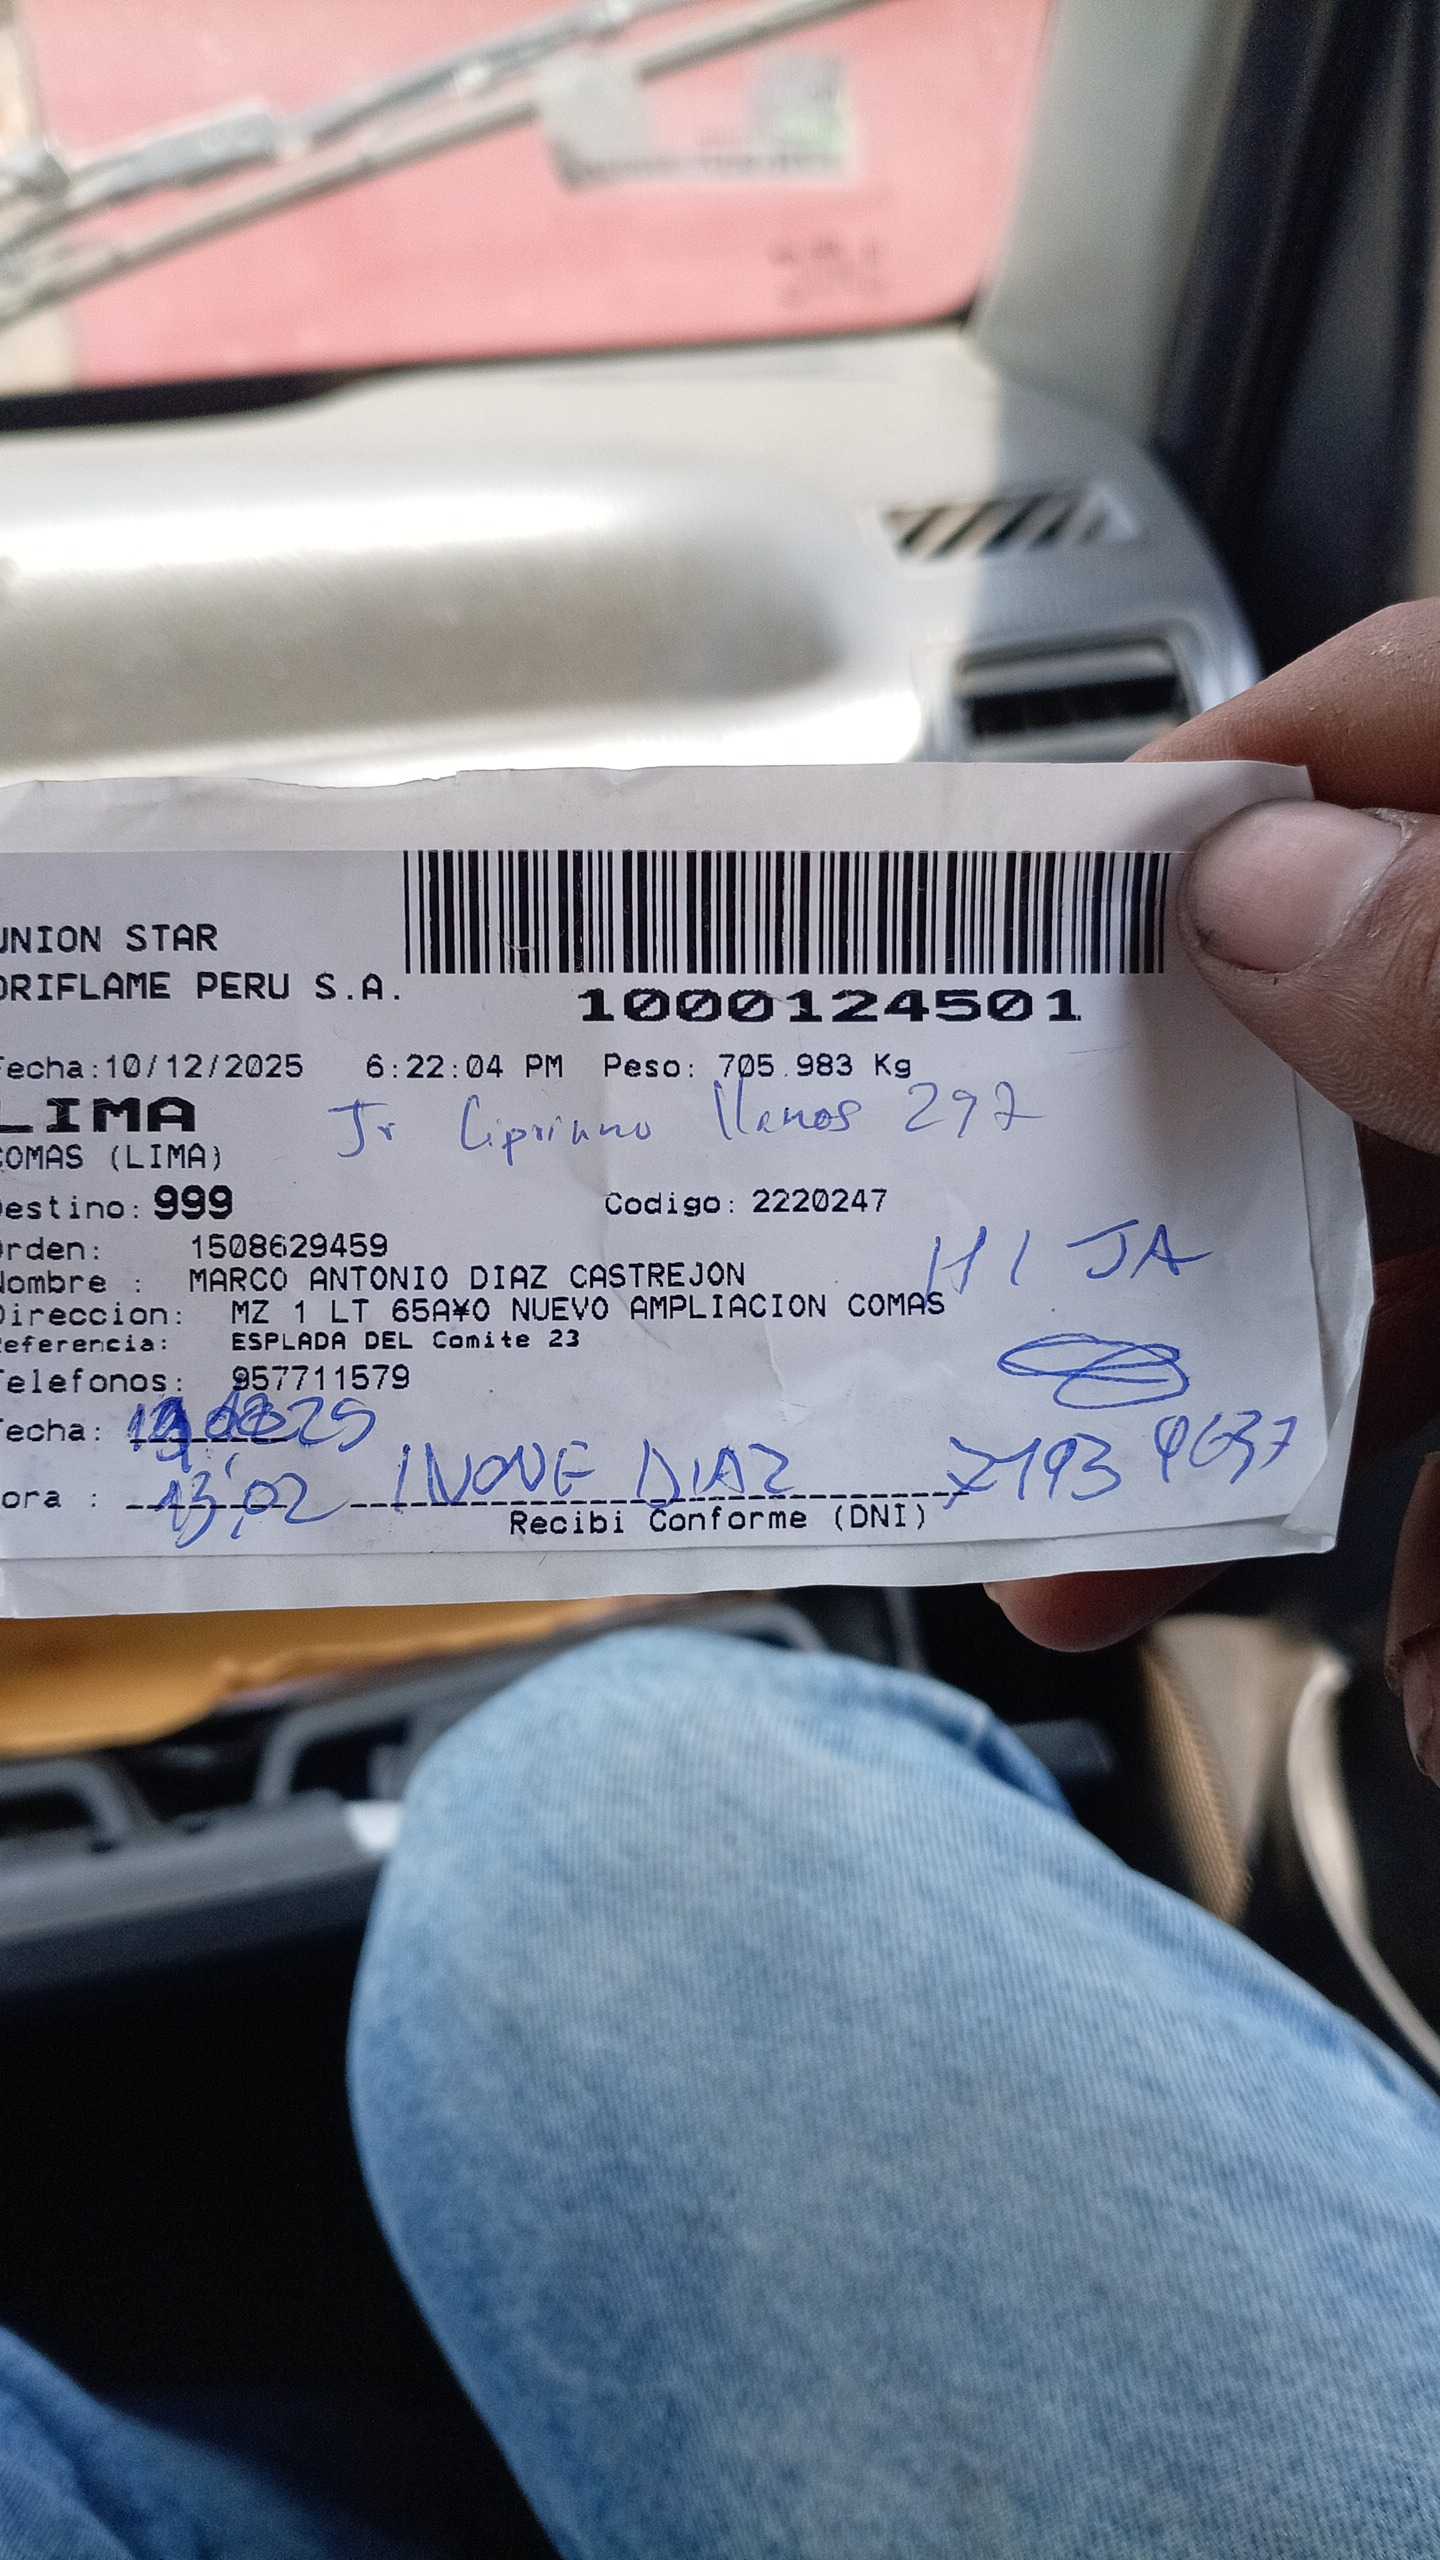 UNION STAR
ORIFLAME PERU S.A.
1000124501
Fecha:10/12/2025 6:22:04 PM Peso: 705.983 Kg
LIMA
Jr Cipriano llanos 297
COMAS (LIMA)
Destino: 999 Codigo: 2220247
Orden: 1508629459
HIJA
Nombre : MARCO ANTONIO DIAZ CASTREJON
Direccion: MZ 1 LT 65A¥O NUEVO AMPLIACION COMAS
Referencia: ESPLADA DEL Comite 23
Telefonos: 957711579
Fecha: 25
Hora : 13:02 DIAZ
Recibi Conforme (DNI)